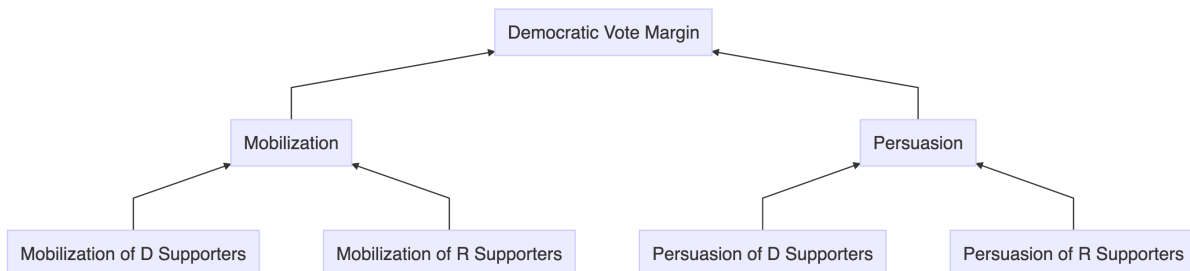 Democratic Vote Margin
Mobilization
Persuasion
Mobilization of D Supporters
Mobilization of R Supporters
Persuasion of D Supporters
Persuasion of R Supporters